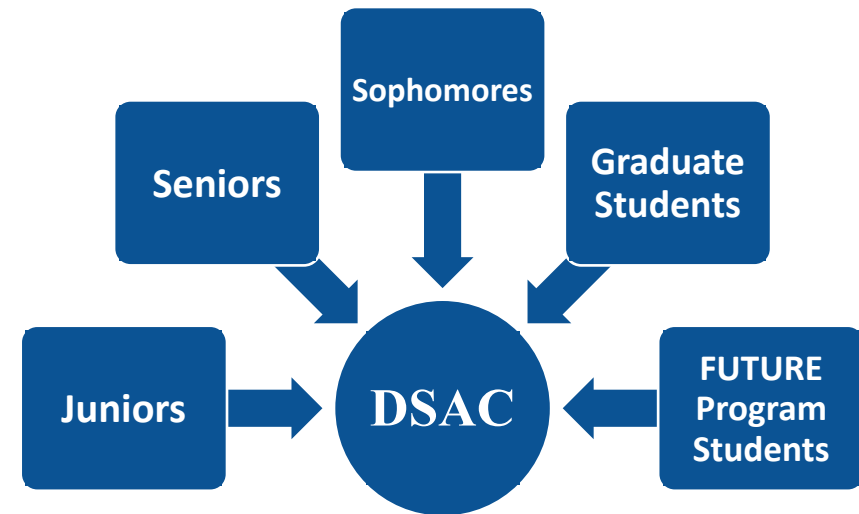 Sophomores
Seniors
Graduate
Students
Juniors
DSAC
FUTURE
Program
Students